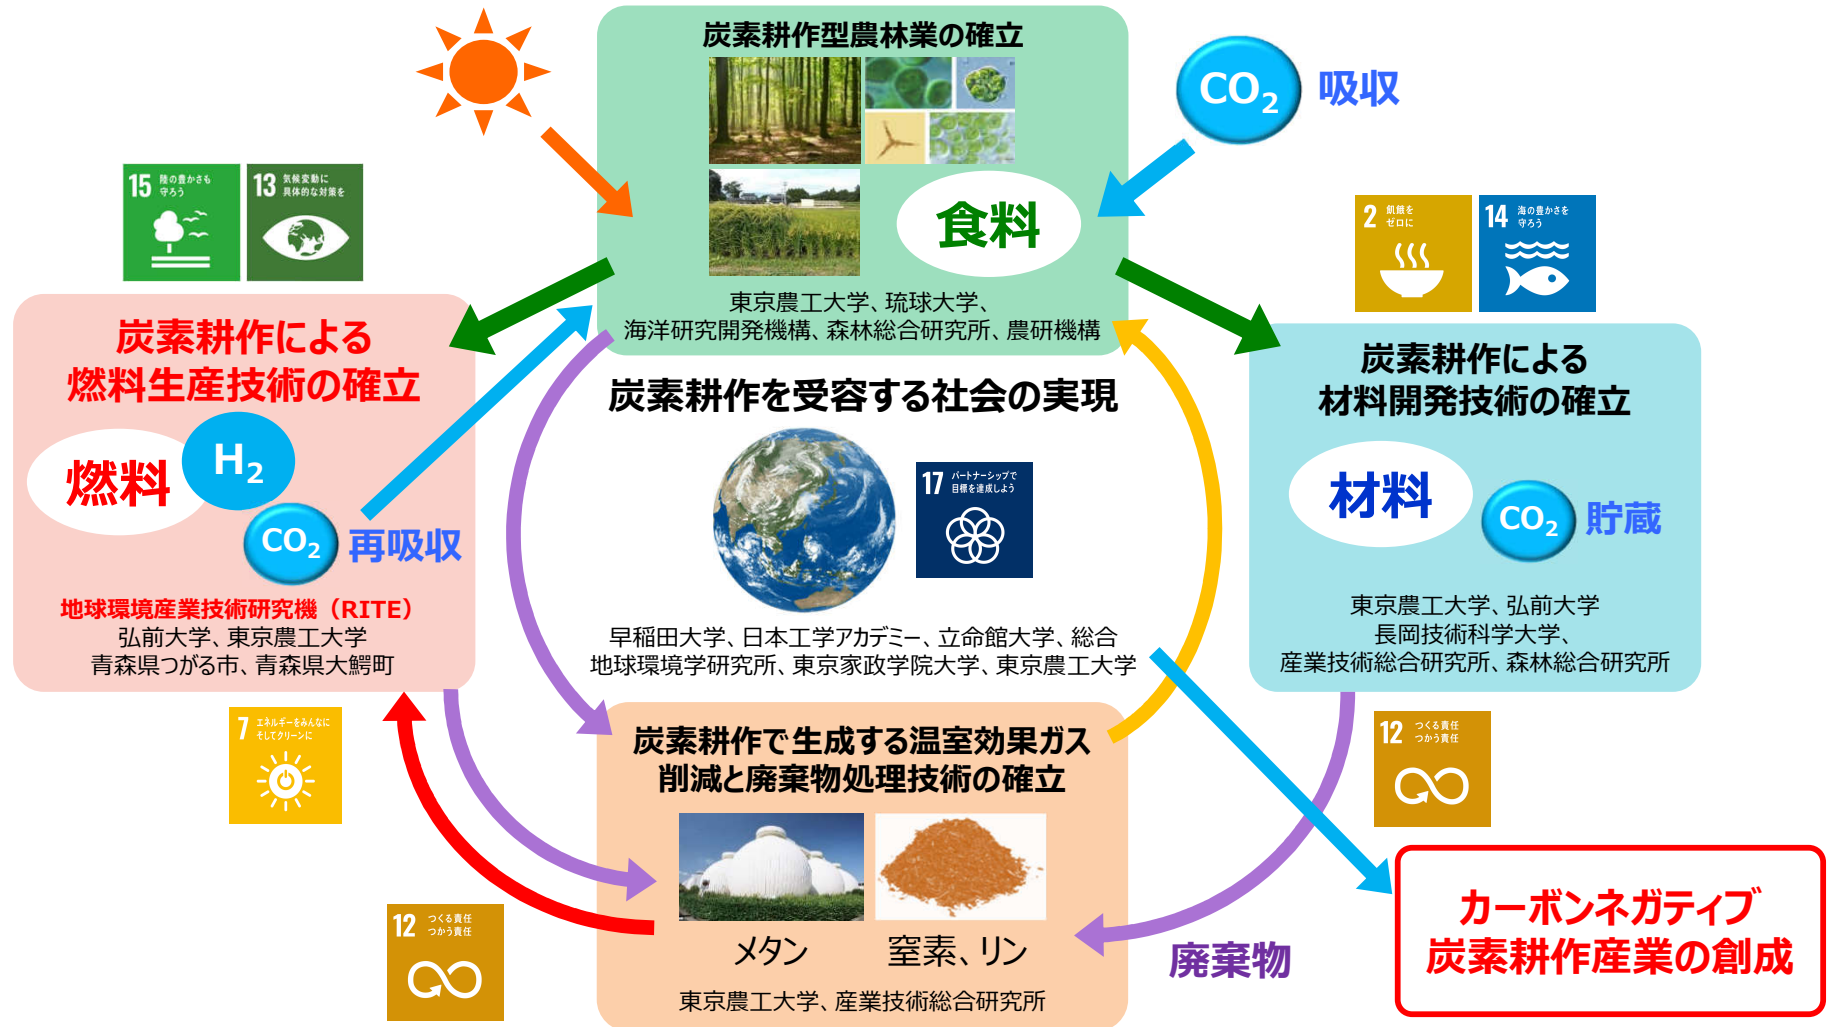 炭素耕作型農林業の確立
CO2 吸収
食料
東京農工大学、琉球大学、
海洋研究開発機構、森林総合研究所、農研機構
15 陸の豊かさも
守ろう
13 気候変動に
具体的な対策を
2 飢餓を
ゼロに
14 海の豊かさを
守ろう
炭素耕作による
燃料生産技術の確立
燃料
H2
CO2 再吸収
地球環境産業技術研究機（RITE）
弘前大学、東京農工大学
青森県つがる市、青森県大鰐町
炭素耕作を受容する社会の実現
17 パートナーシップで
目標を達成しよう
早稲田大学、日本工学アカデミー、立命館大学、総合
地球環境学研究所、東京家政学院大学、東京農工大学
炭素耕作による
材料開発技術の確立
材料
CO2 貯蔵
東京農工大学、弘前大学
長岡技術科学大学、
産業技術総合研究所、森林総合研究所
7 エネルギーをみんなに
そしてクリーンに
12 つくる責任
つかう責任
炭素耕作で生成する温室効果ガス
削減と廃棄物処理技術の確立
メタン
窒素、リン
東京農工大学、産業技術総合研究所
12 つくる責任
つかう責任
廃棄物
カーボンネガティブ
炭素耕作産業の創成